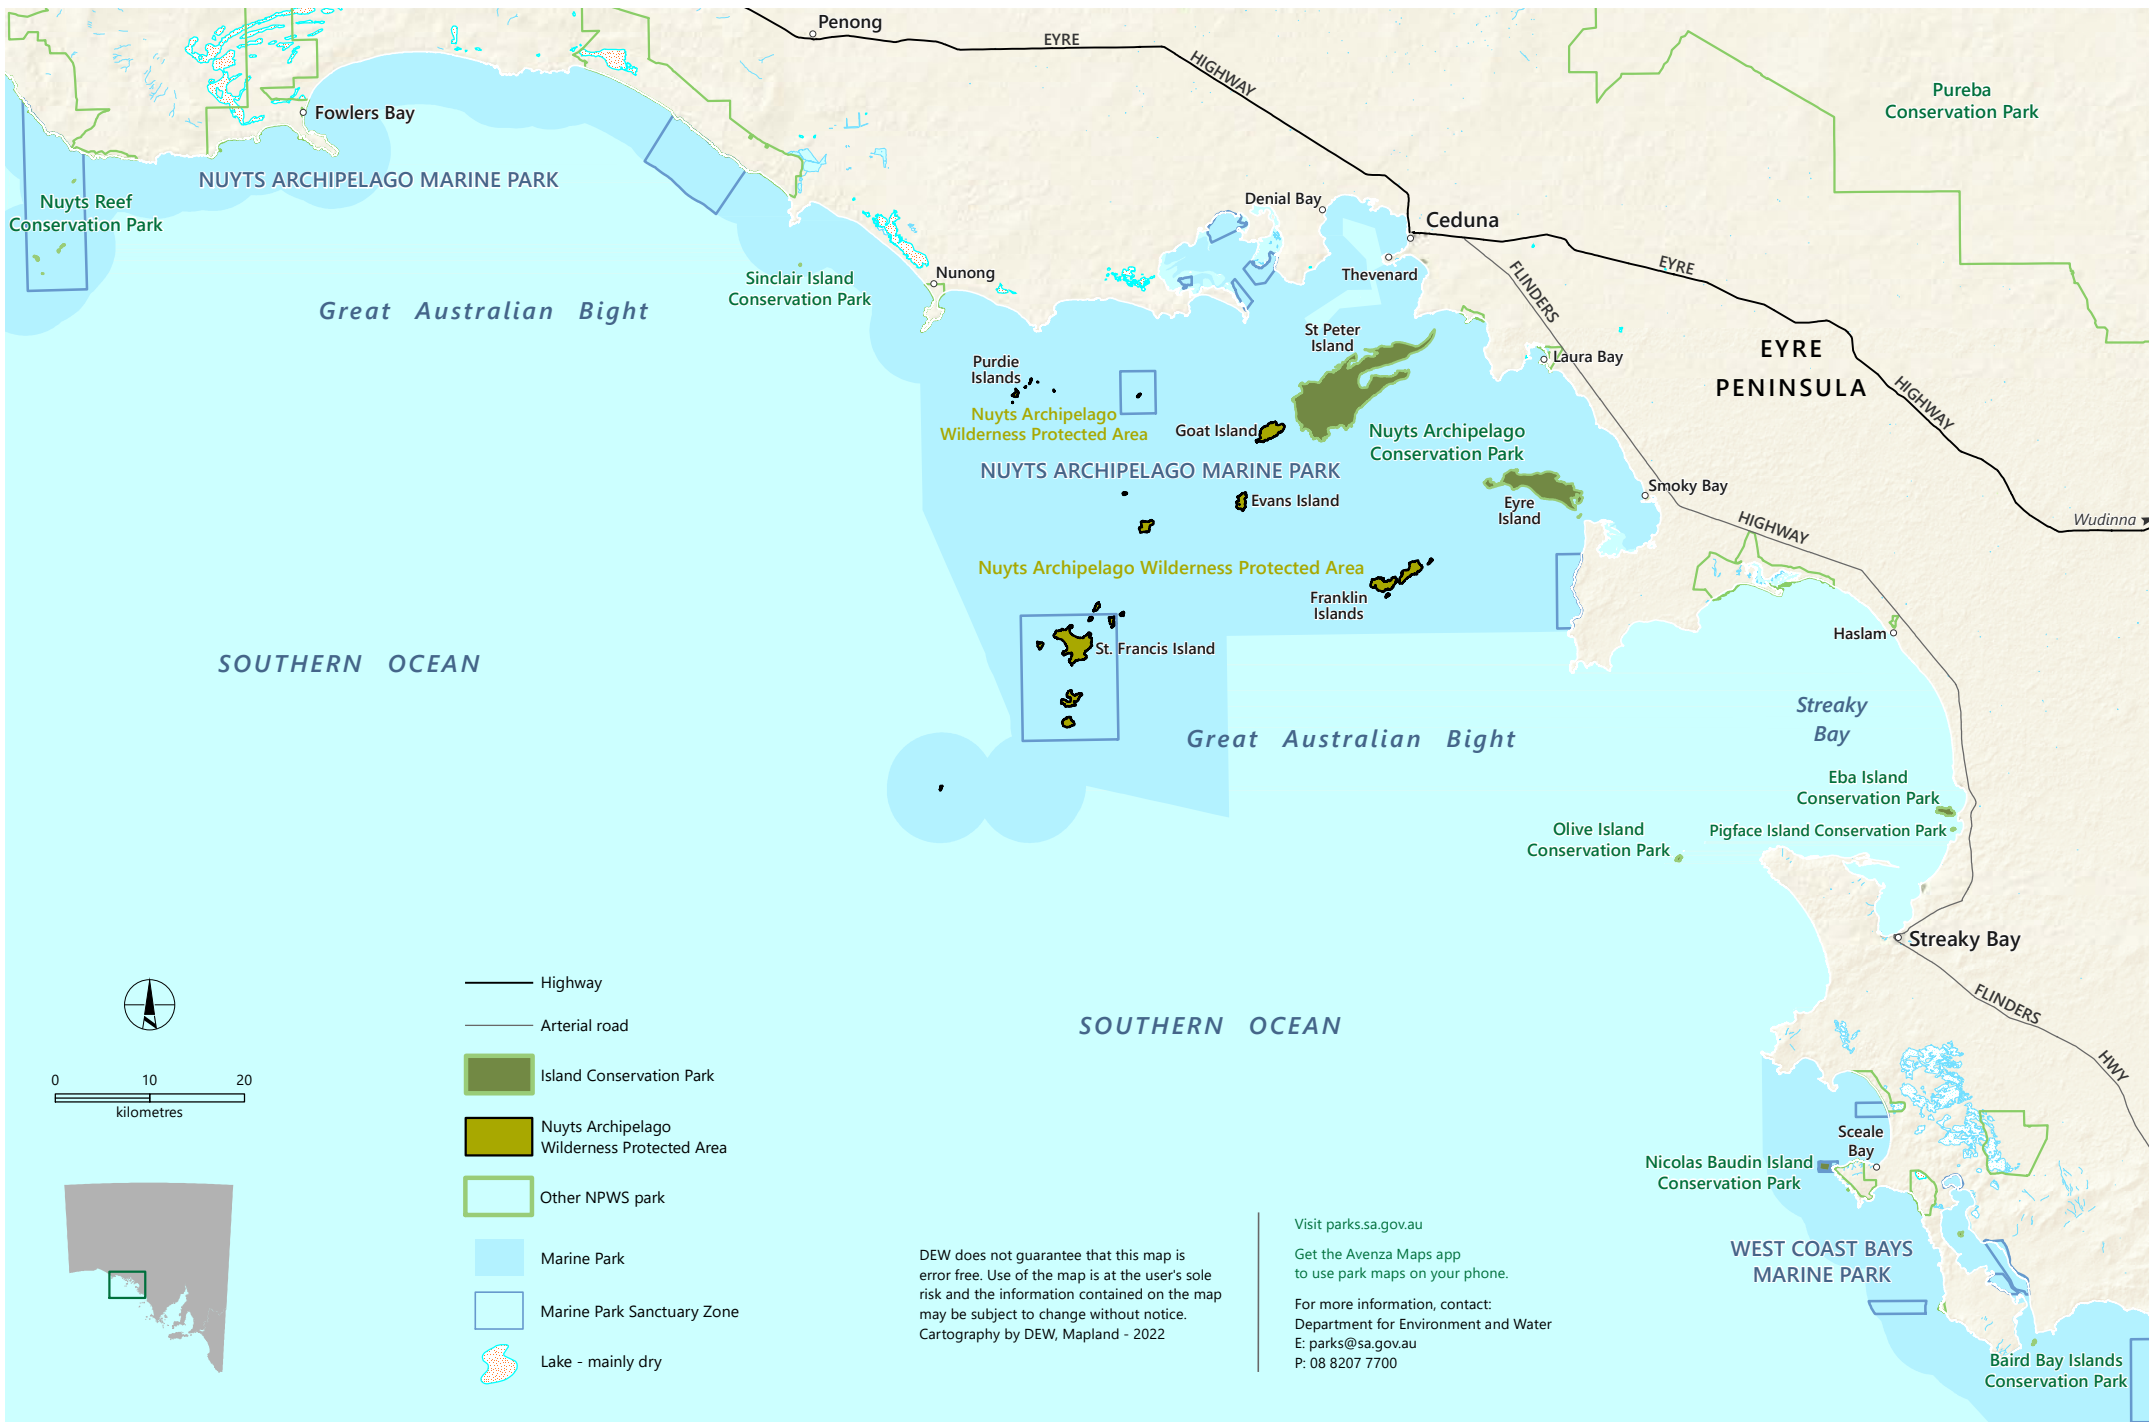 Penong
EYRE
HIGHWAY
Fowlers Bay
Pureba
Conservation Park
NUYTS ARCHIPELAGO MARINE PARK
Nuyts Reef
Conservation Park
Denial Bay
Ceduna
Thevenard
Sinclair Island
Conservation Park
Nunong
FLINDERS
EYRE
Great Australian Bight
St Peter
Island
Laura Bay
EYRE
PENINSULA
HIGHWAY
Purdie
Islands
Nuyts Archipelago
Wilderness Protected Area
Goat Island
Nuyts Archipelago
Conservation Park
NUYTS ARCHIPELAGO MARINE PARK
Evans Island
Eyre
Island
Smoky Bay
HIGHWAY
Wudinna
Nuyts Archipelago Wilderness Protected Area
Franklin
Islands
Haslam
St. Francis Island
SOUTHERN OCEAN
Streaky
Bay
Great Australian Bight
Eba Island
Conservation Park
Olive Island
Conservation Park
Pigface Island Conservation Park
Streaky Bay
FLINDERS
HWY
SOUTHERN OCEAN
Sceale
Bay
Nicolas Baudin Island
Conservation Park
WEST COAST BAYS
MARINE PARK
Baird Bay Islands
Conservation Park
0 10 20
kilometres
Highway
Arterial road
Island Conservation Park
Nuyts Archipelago
Wilderness Protected Area
Other NPWS park
Marine Park
Marine Park Sanctuary Zone
Lake - mainly dry
DEW does not guarantee that this map is
error free. Use of the map is at the user's sole
risk and the information contained on the map
may be subject to change without notice.
Cartography by DEW, Mapland - 2022
Visit parks.sa.gov.au
Get the Avenza Maps app
to use park maps on your phone.
For more information, contact:
Department for Environment and Water
E: parks@sa.gov.au
P: 08 8207 7700